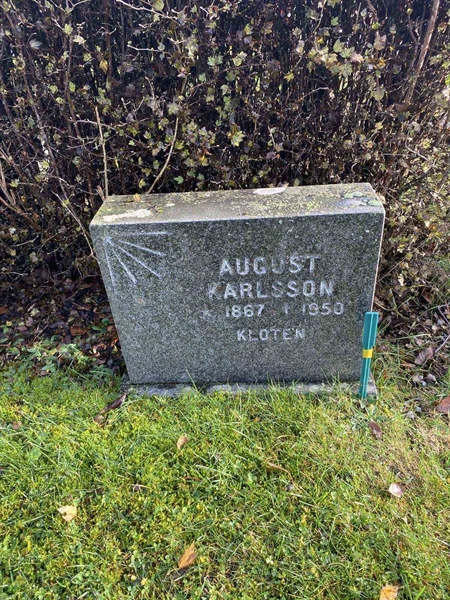 AUGUST
KARLSSON
* 1867 † 1950
KLOTEN